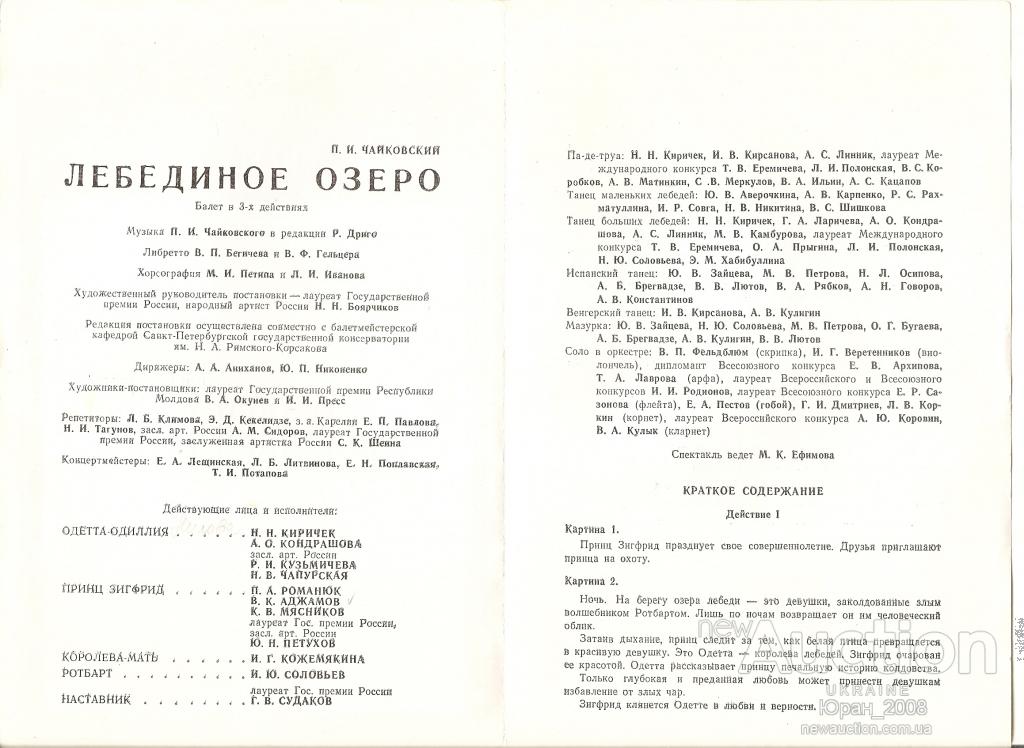 П. И. ЧАЙКОВСКИЙ
ЛЕБЕДИНОЕ ОЗЕРО
Балет в 3-х действиях
Музыка П. И. Чайковского в редакции Р. Дриго
Либретто В. П. Бегичева и В. Ф. Гельцера
Хореография М. И. Петипа и Л. И. Иванова
Художественный руководитель постановки — лауреат Государственной
премии России, народный артист России Н. Н. Боярчиков
Редакция постановки осуществлена совместно с балетмейстерской
кафедрой Санкт-Петербургской государственной консерватории
им. Н. А. Римского-Корсакова
Дирижеры: А. А. Аниханов, Ю. П. Никоненко
Художники-постановщики: лауреат Государственной премии Республики
Молдова В. А. Окунев и И. И. Пресс
Репетиторы: Л. Б. Климова, Э. Д. Кекелидзе, з. а. Карелии Е. П. Павлова,
Н. И. Тагунов, засл. арт. России А. М. Сидоров, лауреат Государственной
премии России, заслуженная артистка России С. К. Шеина
Концертмейстеры: Е. А. Лещинская, Л. Б. Литвинова, Е. Н. Поплавская,
Т. И. Потапова
Действующие лица и исполнители:
ОДЕТТА-ОДИЛЛИЯ . . . . . . Н. Н. КИРИЧЕК
А. О. КОНДРАШОВА
засл. арт. России
Р. И. КУЗЬМИЧЕВА
Н. В. ЧАПУРСКАЯ
ПРИНЦ ЗИГФРИД . . . . . . . П. А. РОМАНЮК
В. К. АДЖАМОВ
К. В. МЯСНИКОВ
лауреат Гос. премии России,
засл. арт. России
Ю. Н. ПЕТУХОВ
КОРОЛЕВА-МАТЬ . . . . . . . И. Г. КОЖЕМЯКИНА
РОТБАРТ . . . . . . . . . . И. Ю. СОЛОВЬЕВ
лауреат Гос. премии России
НАСТАВНИК . . . . . . . . Г. В. СУДАКОВ
Па-де-труа: Н. Н. Киричек, И. В. Кирсанова, А. С. Линник, лауреат Ме-
ждународного конкурса Т. В. Еремичева, Л. И. Полонская, В. С. Ко-
робков, А. В. Матинкин, С .В. Меркулов, В. А. Ильин, А. С. Кацапов
Танец маленьких лебедей: Ю. В. Аверочкина, А. В. Карпенко, Р. С. Рах-
матуллина, И. Р. Совга, Н. В. Никитина, В. С. Шишкова
Танец больших лебедей: Н. Н. Киричек, Г. А. Ларичева, А. О. Кондра-
шова, А. С. Линник, М. В. Камбурова, лауреат Международного
конкурса Т. В. Еремичева, О. А. Прыгина, Л. И. Полонская,
Н. Ю. Соловьева, Э. М. Хабибуллина
Испанский танец: Ю. В. Зайцева, М. В. Петрова, Н. Л. Осипова,
А. Б. Брегвадзе, В. В. Лютов, В. А. Рябков, А. Н. Говоров,
А. В. Константинов
Венгерский танец: И. В. Кирсанова, А. В. Кулигин
Мазурка: Ю. В. Зайцева, Н. Ю. Соловьева, М. В. Петрова, О. Г. Бугаева,
А. Б. Брегвадзе, А. В. Кулигин, В. В. Лютов
Соло в оркестре: В. П. Фельдблюм (скрипка), И. Г. Веретенников (вио-
лончель), дипломант Всесоюзного конкурса Е. В. Архипова,
Т. А. Лаврова (арфа), лауреат Всероссийского и Всесоюзного
конкурсов И. И. Родионов, лауреат Всесоюзного конкурса Е. Р. Са-
зонова (флейта), Е. А. Пестов (гобой), Г. И. Дмитриев, Л. В. Кор-
кин (корнет), лауреат Всероссийского конкурса А. Ю. Коровин,
В. А. Кулык (кларнет)
Спектакль ведет М. К. Ефимова
КРАТКОЕ СОДЕРЖАНИЕ
Действие I
Картина 1.
Принц Зигфрид празднует свое совершеннолетие. Друзья приглашают
принца на охоту.
Картина 2.
Ночь. На берегу озера лебеди — это девушки, заколдованные злым
волшебником Ротбартом. Лишь по ночам возвращает он им человеческий
облик.
Затаив дыхание, принц следит за тем, как белая птица превращается
в красивую девушку. Это Одетта — королева лебедей. Зигфрид очарован
ее красотой. Одетта рассказывает принцу печальную историю колдовства.
Только глубокая и преданная любовь может принести девушкам
избавление от злых чар.
Зигфрид клянется Одетте в любви и верности.
newAuction
UKRAINE
Юран_2008
newauction.com.ua